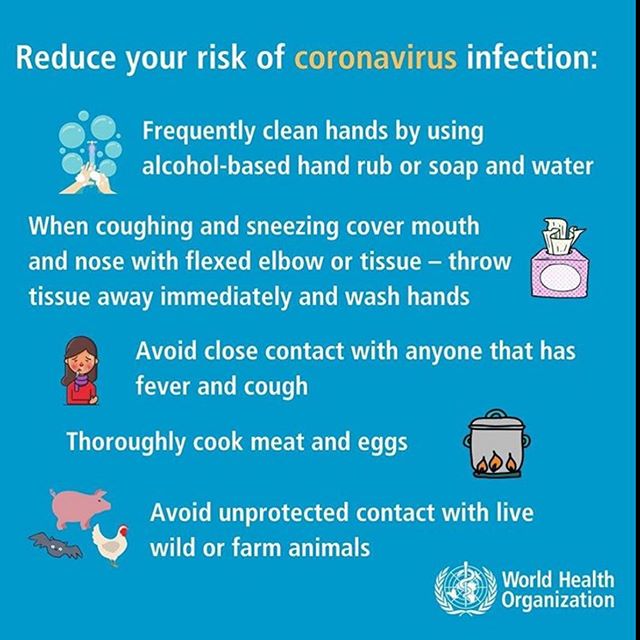 Reduce your risk of coronavirus infection:
Frequently clean hands by using
alcohol-based hand rub or soap and water
When coughing and sneezing cover mouth
and nose with flexed elbow or tissue – throw
tissue away immediately and wash hands
Avoid close contact with anyone that has
fever and cough
Thoroughly cook meat and eggs
Avoid unprotected contact with live
wild or farm animals
World Health
Organization